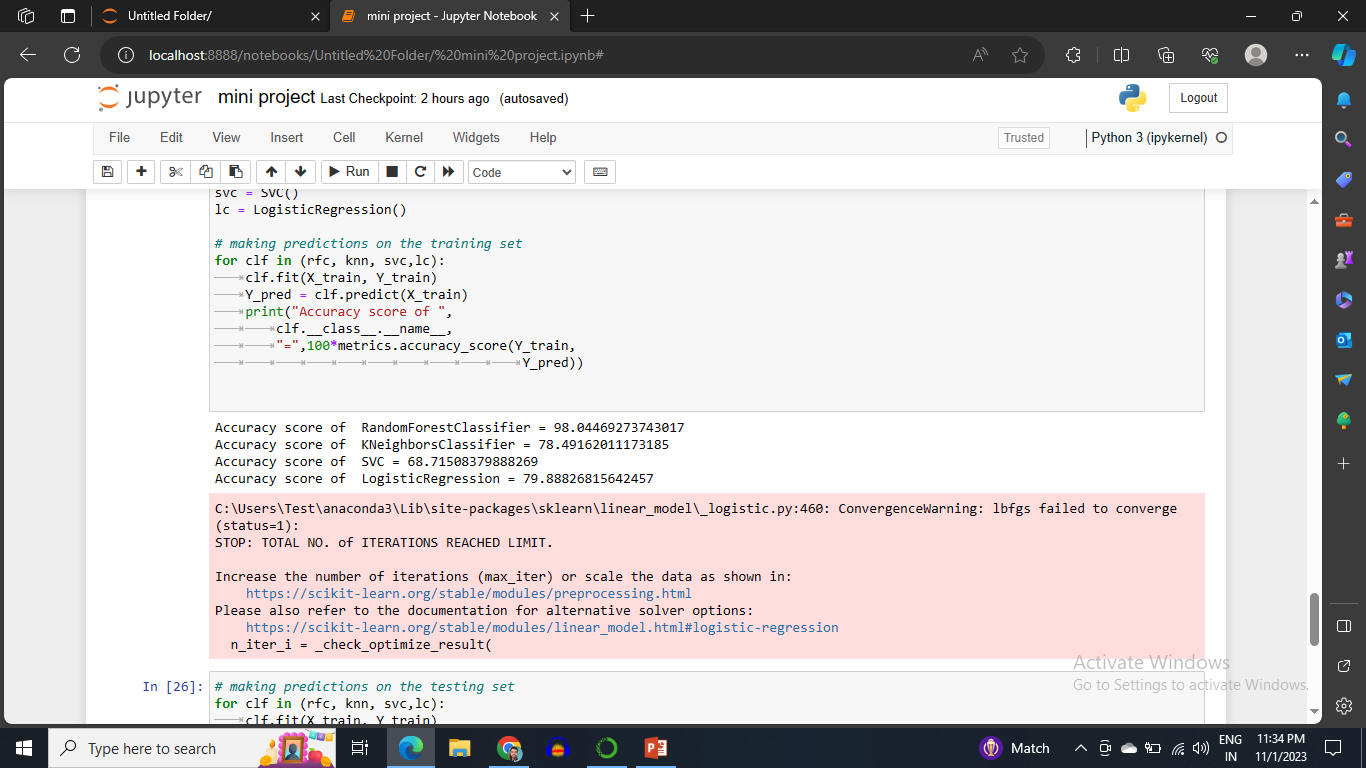 Untitled Folder/
mini project - Jupyter Notebook
localhost:8888/notebooks/Untitled%20Folder/%20mini%20project.ipynb#
jupyter mini project Last Checkpoint: 2 hours ago (autosaved)
Logout
File Edit View Insert Cell Kernel Widgets Help
Trusted
Python 3 (ipykernel)
Run
Code
svc = SVC()
lc = LogisticRegression()
# making predictions on the training set
for clf in (rfc, knn, svc,lc):
clf.fit(X_train, Y_train)
Y_pred = clf.predict(X_train)
print("Accuracy score of ",
clf.__class__.__name__,
"=",100*metrics.accuracy_score(Y_train,
Y_pred))
Accuracy score of  RandomForestClassifier = 98.04469273743017
Accuracy score of  KNeighborsClassifier = 78.49162011173185
Accuracy score of  SVC = 68.71508379888269
Accuracy score of  LogisticRegression = 79.88826815642457
C:\Users\Test\anaconda3\Lib\site-packages\sklearn\linear_model\_logistic.py:460: ConvergenceWarning: lbfgs failed to converge
(status=1):
STOP: TOTAL NO. of ITERATIONS REACHED LIMIT.
Increase the number of iterations (max_iter) or scale the data as shown in:
https://scikit-learn.org/stable/modules/preprocessing.html
Please also refer to the documentation for alternative solver options:
https://scikit-learn.org/stable/modules/linear_model.html#logistic-regression
n_iter_i = _check_optimize_result(
Activate Windows
Go to Settings to activate Windows.
In [26]: # making predictions on the testing set
for clf in (rfc, knn, svc,lc):
clf.fit(X_train, Y_train)
Type here to search
Match
ENG
IN
11:34 PM
11/1/2023